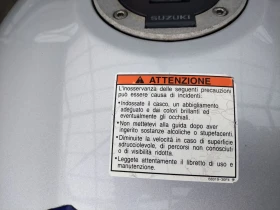 SUZUKI
ATTENZIONE
L'inosservanza delle seguenti precauzioni
può essere causa di incidenti.
•Indossate il casco, un abbigliamento
adeguato e dai colori brillanti ed
eventualmente gli occhiali.
•Non mettetevi alla guida dopo aver
ingerito sostanze alcoliche o stupefacenti.
•Diminuite la velocità in caso di superfice
sdrucciolevole, di percorsi non conosciuti
o di visibilità ridotta.
•Leggete attentamente il libretto di uso e
manutenzione.